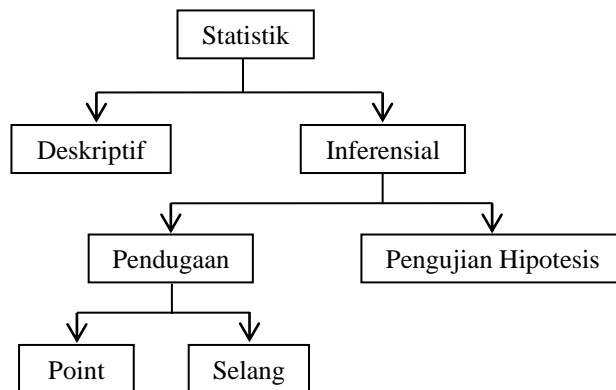 Statistik
Deskriptif
Inferensial
Pendugaan
Pengujian Hipotesis
Point
Selang